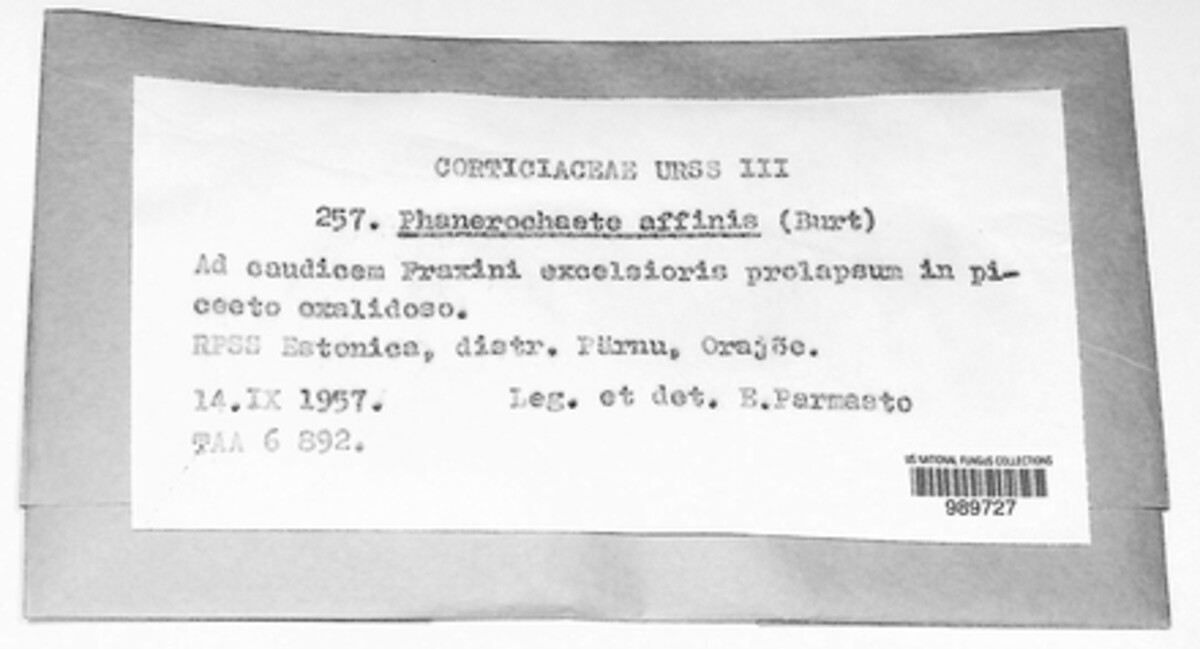 CORTICIACEAE URSS III
257. Phanerochaete affinis (Burt)
Ad caudicem Fraxini excelsioris prolapsum in pi-
ceeto oxalidoso.
RPSS Estonica, distr. Pärnu, Orajõe.
14.IX 1957. Leg. et det. E.Parmasto
TAA 6 892.
US NATIONAL FUNGUS COLLECTIONS
989727